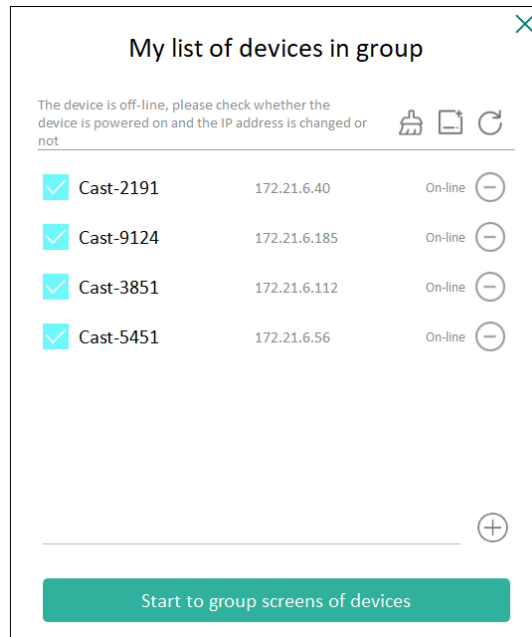 My list of devices in group
The device is off-line, please check whether the
device is powered on and the IP address is changed or
not
Cast-2191 172.21.6.40 On-line
Cast-9124 172.21.6.185 On-line
Cast-3851 172.21.6.112 On-line
Cast-5451 172.21.6.56 On-line
Start to group screens of devices